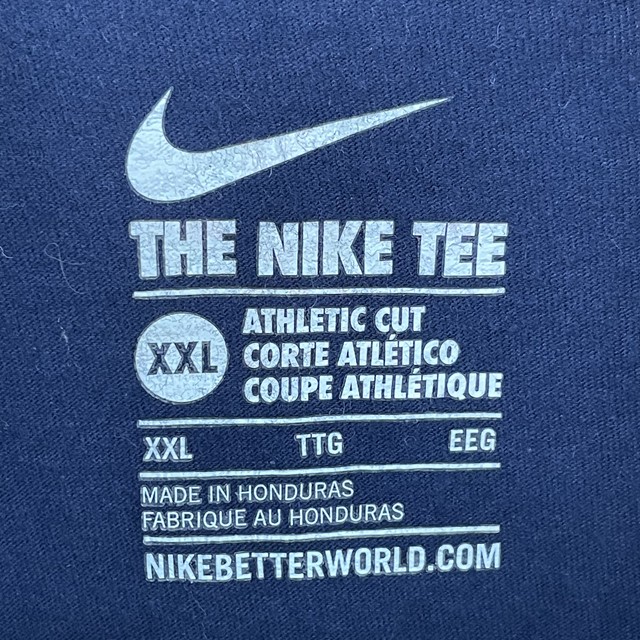 THE NIKE TEE
XXL
ATHLETIC CUT
CORTE ATLÉTICO
COUPE ATHLÉTIQUE
XXL TTG EEG
MADE IN HONDURAS
FABRIQUE AU HONDURAS
NIKEBETTERWORLD.COM